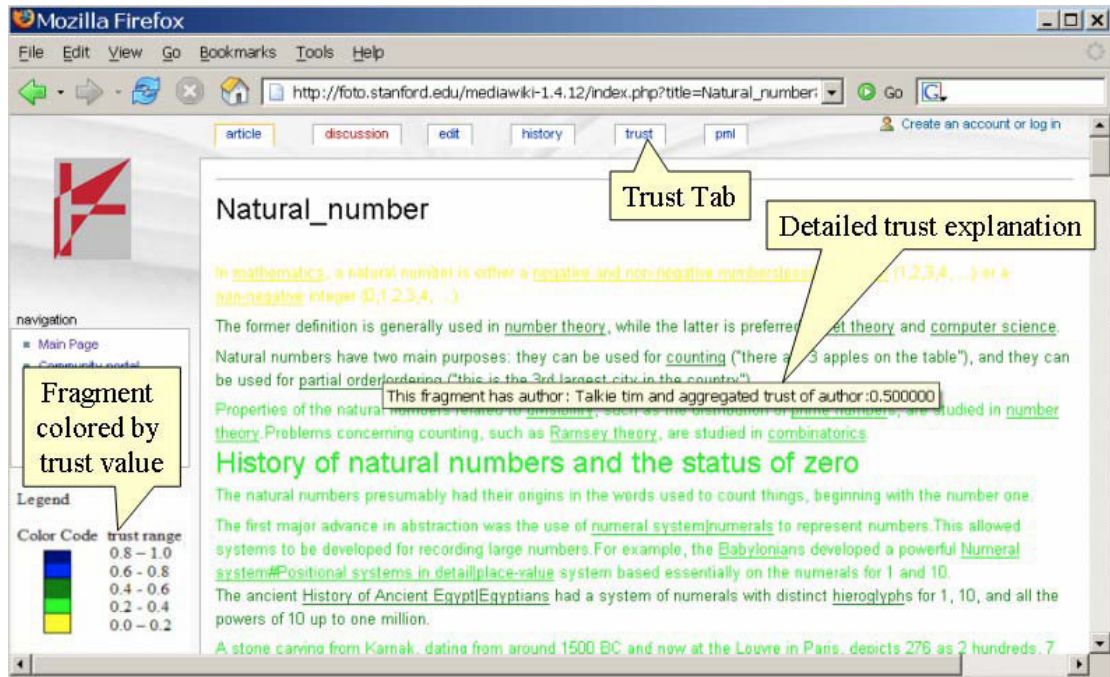 Mozilla Firefox
File Edit View Go Bookmarks Tools Help
http://foto.stanford.edu/mediawiki-1.4.12/index.php?title=Natural_number: Go G
article discussion edit history trust pml
Create an account or log in
Trust Tab
Natural_number
Detailed trust explanation
In mathematics, a natural number is either a negative and non-negative numbers (1,2,3,4, ...) or a
non-negative integer (0,1,2,3,4, ...).
The former definition is generally used in number theory, while the latter is preferred set theory and computer science.
Natural numbers have two main purposes: they can be used for counting ("there a 3 apples on the table"), and they can
be used for partial order|ordering ("this is the 3rd largest city in the country")
This fragment has author: Talkie tim and aggregated trust of author:0.500000
Properties of the natural numbers related to divisibility, such as the distribution of prime numbers, are studied in number
theory.Problems concerning counting, such as Ramsey theory, are studied in combinatorics.
History of natural numbers and the status of zero
The natural numbers presumably had their origins in the words used to count things, beginning with the number one.
The first major advance in abstraction was the use of numeral system|numerals to represent numbers.This allowed
systems to be developed for recording large numbers.For example, the Babylonians developed a powerful Numeral
system#Positional systems in detail|place-value system based essentially on the numerals for 1 and 10.
The ancient History of Ancient Egypt|Egyptians had a system of numerals with distinct hieroglyphs for 1, 10, and all the
powers of 10 up to one million.
A stone carving from Karnak, dating from around 1500 BC and now at the Louvre in Paris, depicts 276 as 2 hundreds, 7
navigation
Main Page
Community portal
Fragment
colored by
trust value
Legend
Color Code trust range
0.8 – 1.0
0.6 - 0.8
0.4 - 0.6
0.2 - 0.4
0.0 – 0.2